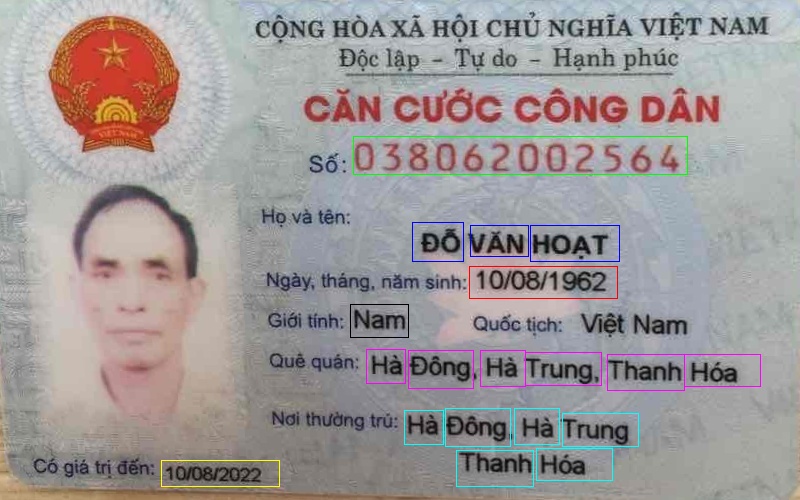 CỘNG HÒA XÃ HỘI CHỦ NGHĨA VIỆT NAM
Độc lập - Tự do - Hạnh phúc
CĂN CƯỚC CÔNG DÂN
Số: 038062002564
Họ và tên:
ĐỖ VĂN HOẠT
Ngày, tháng, năm sinh: 10/08/1962
Giới tính: Nam Quốc tịch: Việt Nam
Quê quán: Hà Đông, Hà Trung, Thanh Hóa
Nơi thường trú: Hà Đông, Hà Trung
Thanh Hóa
Có giá trị đến: 10/08/2022